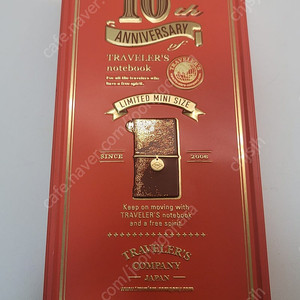 10th
ANNIVERSARY
of
TRAVELER'S
notebook
For all the travelers who
have a free spirit.
LIMITED MINI SIZE
SINCE 2006
Keep on moving with
TRAVELER'S notebook
and a free spirit.
TRAVELER'S
COMPANY
JAPAN